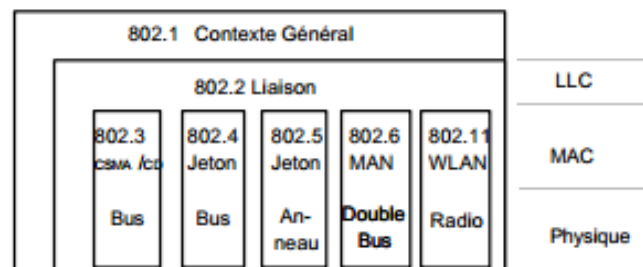 802.1 Contexte Général
802.2 Liaison
LLC
802.3
CSMA /CD
Bus
802.4
Jeton
Bus
802.5
Jeton
An-
neau
802.6
MAN
Double
Bus
802.11
WLAN
Radio
MAC
Physique